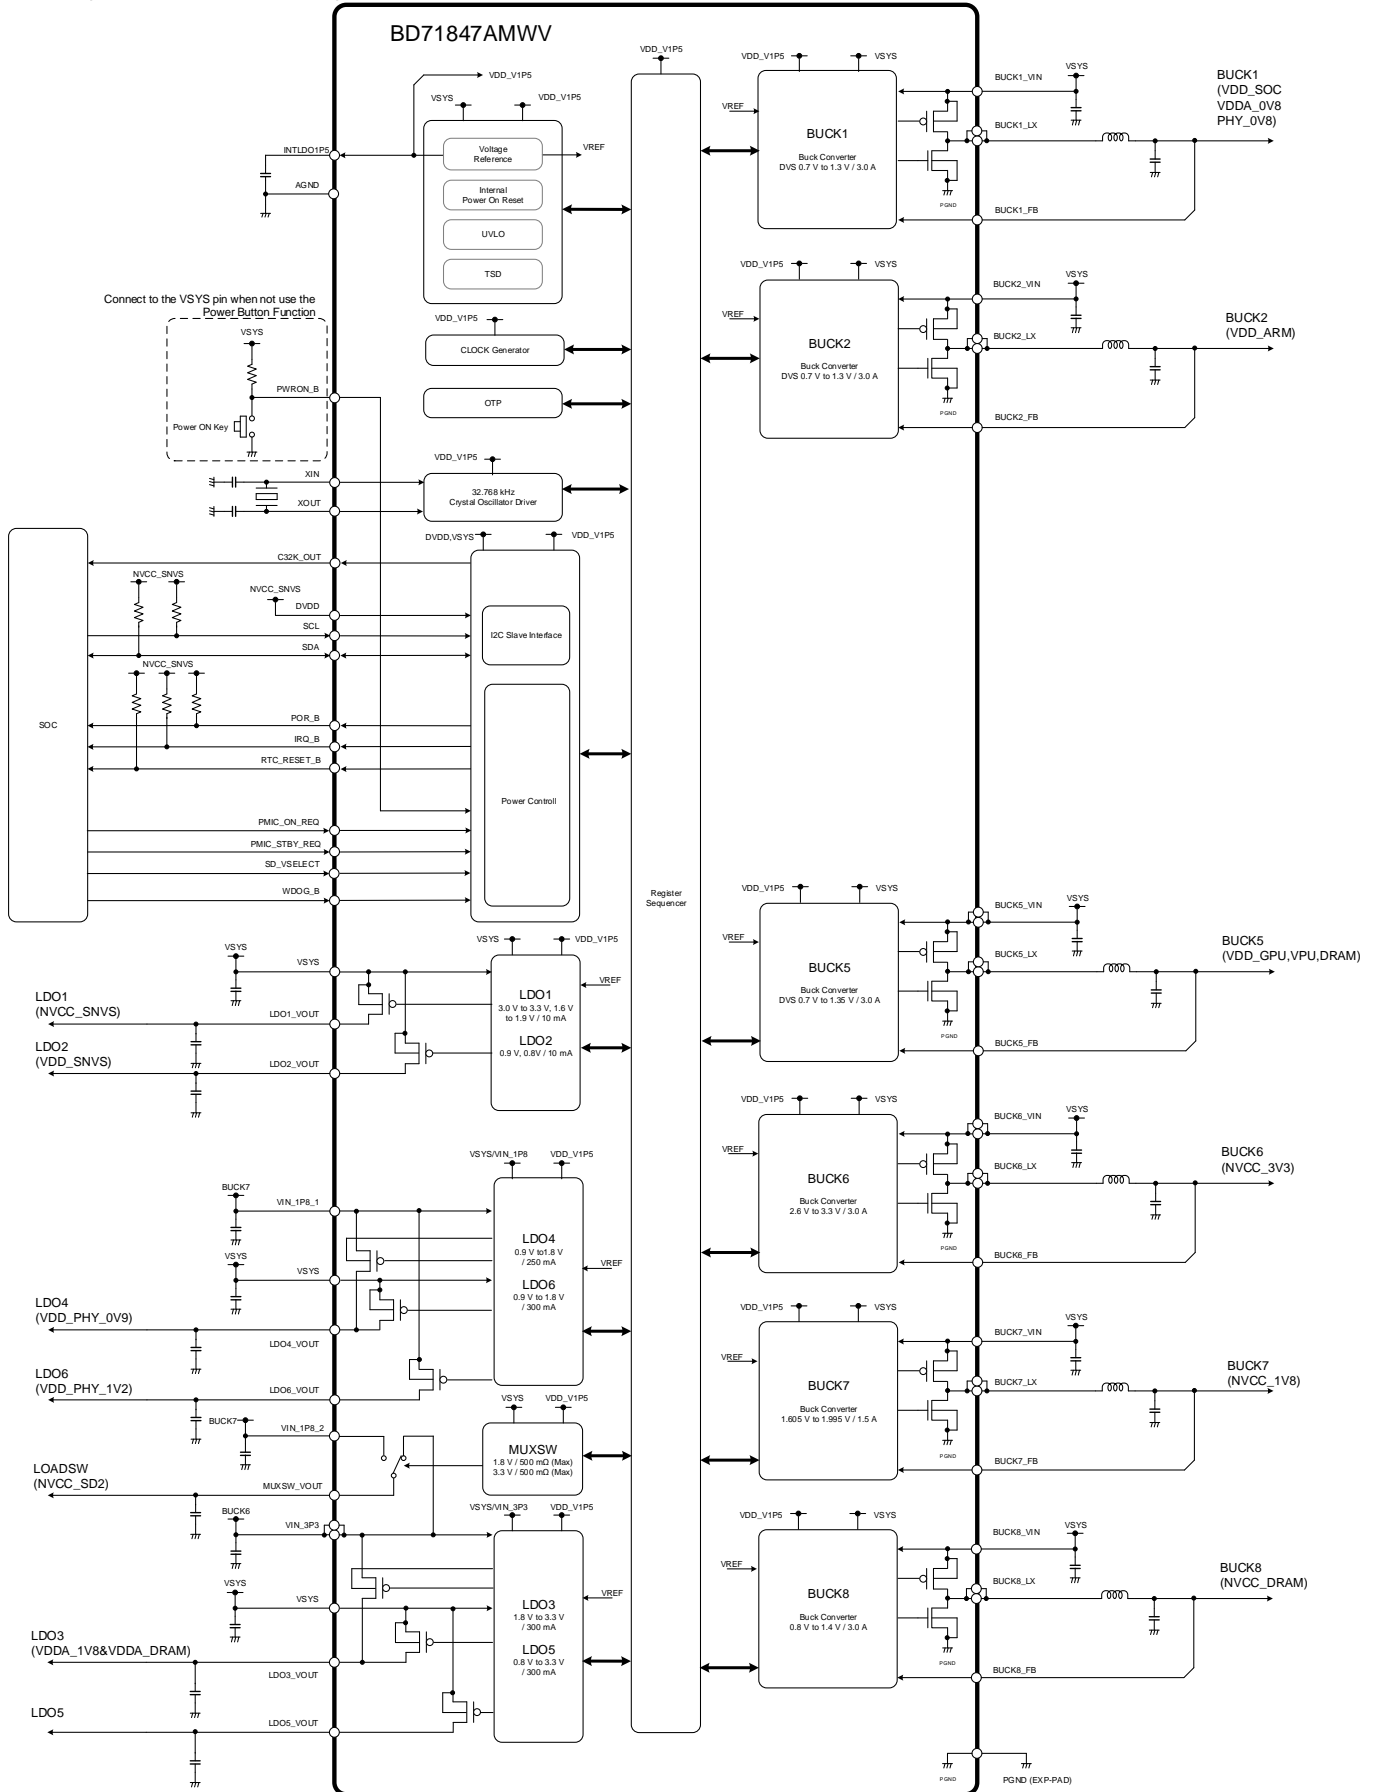 BD71847AMWV
VDD_V1P5
VSYS
VDD_V1P5
Voltage
Reference
VREF
Internal
Power On Reset
UVLO
TSD
INTLDO1P5
AGND
Connect to the VSYS pin when not use the
Power Button Function
VSYS
PWRON_B
Power ON Key
VDD_V1P5
CLOCK Generator
OTP
XIN
XOUT
VDD_V1P5
32.768 kHz
Crystal Oscillator Driver
SOC
C32K_OUT
NVCC_SNVS
NVCC_SNVS
DVDD
SCL
SDA
NVCC_SNVS
POR_B
IRQ_B
RTC_RESET_B
PMIC_ON_REQ
PMIC_STBY_REQ
SD_VSELECT
WDOG_B
DVDD,VSYS
VDD_V1P5
I2C Slave Interface
Power Controll
VSYS
VSYS
LDO1
(NVCC_SNVS)
LDO1_VOUT
LDO2
(VDD_SNVS)
LDO2_VOUT
VSYS
VDD_V1P5
VREF
LDO1
3.0 V to 3.3 V, 1.6
to 1.9 V / 10 mA
LDO2
0.9 V, 0.8V / 10 mA
BUCK7
VIN_1P8_1
VSYS
VSYS
LDO4
(VDD_PHY_0V9)
LDO4_VOUT
LDO6
(VDD_PHY_1V2)
LDO6_VOUT
VSYS/VIN_1P8
VDD_V1P5
LDO4
0.9 V to1.8 V
/ 250 mA
VREF
LDO6
0.9 V to 1.8 V
/ 300 mA
BUCK7
VIN_1P8_2
LOADSW
(NVCC_SD2)
MUXSW_VOUT
VSYS
VDD_V1P5
MUXSW
1.8 V / 500 mΩ (Max)
3.3 V / 500 mΩ (Max)
BUCK6
VIN_3P3
VSYS
VSYS
LDO3
(VDDA_1V8&VDDA_DRAM)
LDO3_VOUT
LDO5
LDO5_VOUT
VSYS/VIN_3P3
VDD_V1P5
VREF
LDO3
1.8 V to 3.3 V
/ 300 mA
LDO5
0.8 V to 3.3 V
/ 300 mA
VDD_V1P5
Register
Sequencer
VDD_V1P5
VSYS
VREF
BUCK1
Buck Converter
DVS 0.7 V to 1.3 V / 3.0 A
PGND
BUCK1_VIN
VSYS
BUCK1_LX
BUCK1_FB
BUCK1
(VDD_SOC
VDDA_0V8
PHY_0V8)
VDD_V1P5
VSYS
VREF
BUCK2
Buck Converter
DVS 0.7 V to 1.3 V / 3.0 A
PGND
BUCK2_VIN
VSYS
BUCK2_LX
BUCK2_FB
BUCK2
(VDD_ARM)
VDD_V1P5
VSYS
VREF
BUCK5
Buck Converter
DVS 0.7 V to 1.35 V / 3.0 A
PGND
BUCK5_VIN
VSYS
BUCK5_LX
BUCK5_FB
BUCK5
(VDD_GPU,VPU,DRAM)
VDD_V1P5
VSYS
VREF
BUCK6
Buck Converter
2.6 V to 3.3 V / 3.0 A
PGND
BUCK6_VIN
VSYS
BUCK6_LX
BUCK6_FB
BUCK6
(NVCC_3V3)
VDD_V1P5
VSYS
VREF
BUCK7
Buck Converter
1.605 V to 1.995 V / 1.5 A
PGND
BUCK7_VIN
VSYS
BUCK7_LX
BUCK7_FB
BUCK7
(NVCC_1V8)
VDD_V1P5
VSYS
VREF
BUCK8
Buck Converter
0.8 V to 1.4 V / 3.0 A
PGND
BUCK8_VIN
VSYS
BUCK8_LX
BUCK8_FB
BUCK8
(NVCC_DRAM)
PGND
PGND (EXP-PAD)